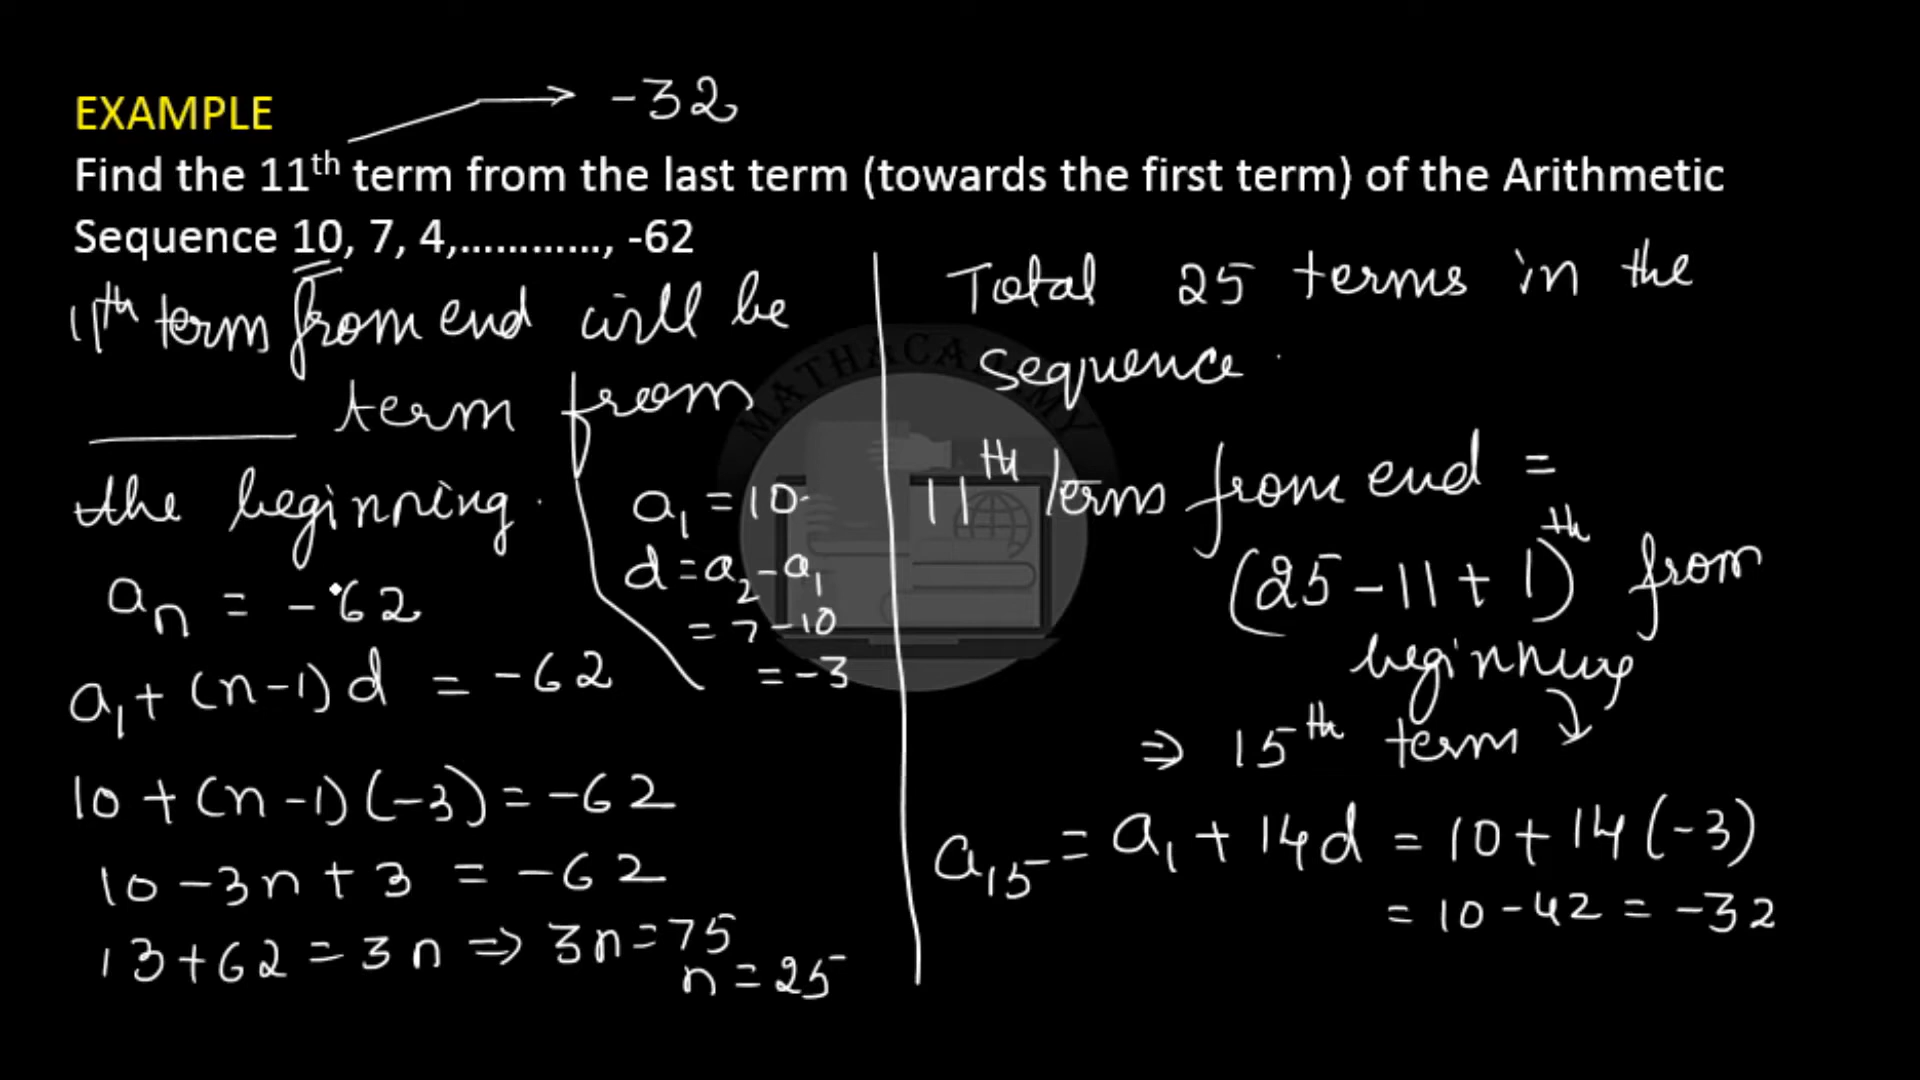 EXAMPLE
-32
Find the 11th term from the last term (towards the first term) of the Arithmetic
Sequence 10, 7, 4,............., -62
11th term from end will be
______ term from
the beginning.
a1 = 10
d = a2 - a1
= 7 - 10
= -3
an = -62
a1 + (n-1)d = -62
10 + (n-1)(-3) = -62
10 - 3n + 3 = -62
13 + 62 = 3n ⇒ 3n = 75
n = 25
Total 25 terms in the
sequence.
11th term from end =
(25 - 11 + 1)th from
beginning
⇒ 15th term
a15 = a1 + 14d = 10 + 14(-3)
= 10 - 42 = -32
MATHACADEMY